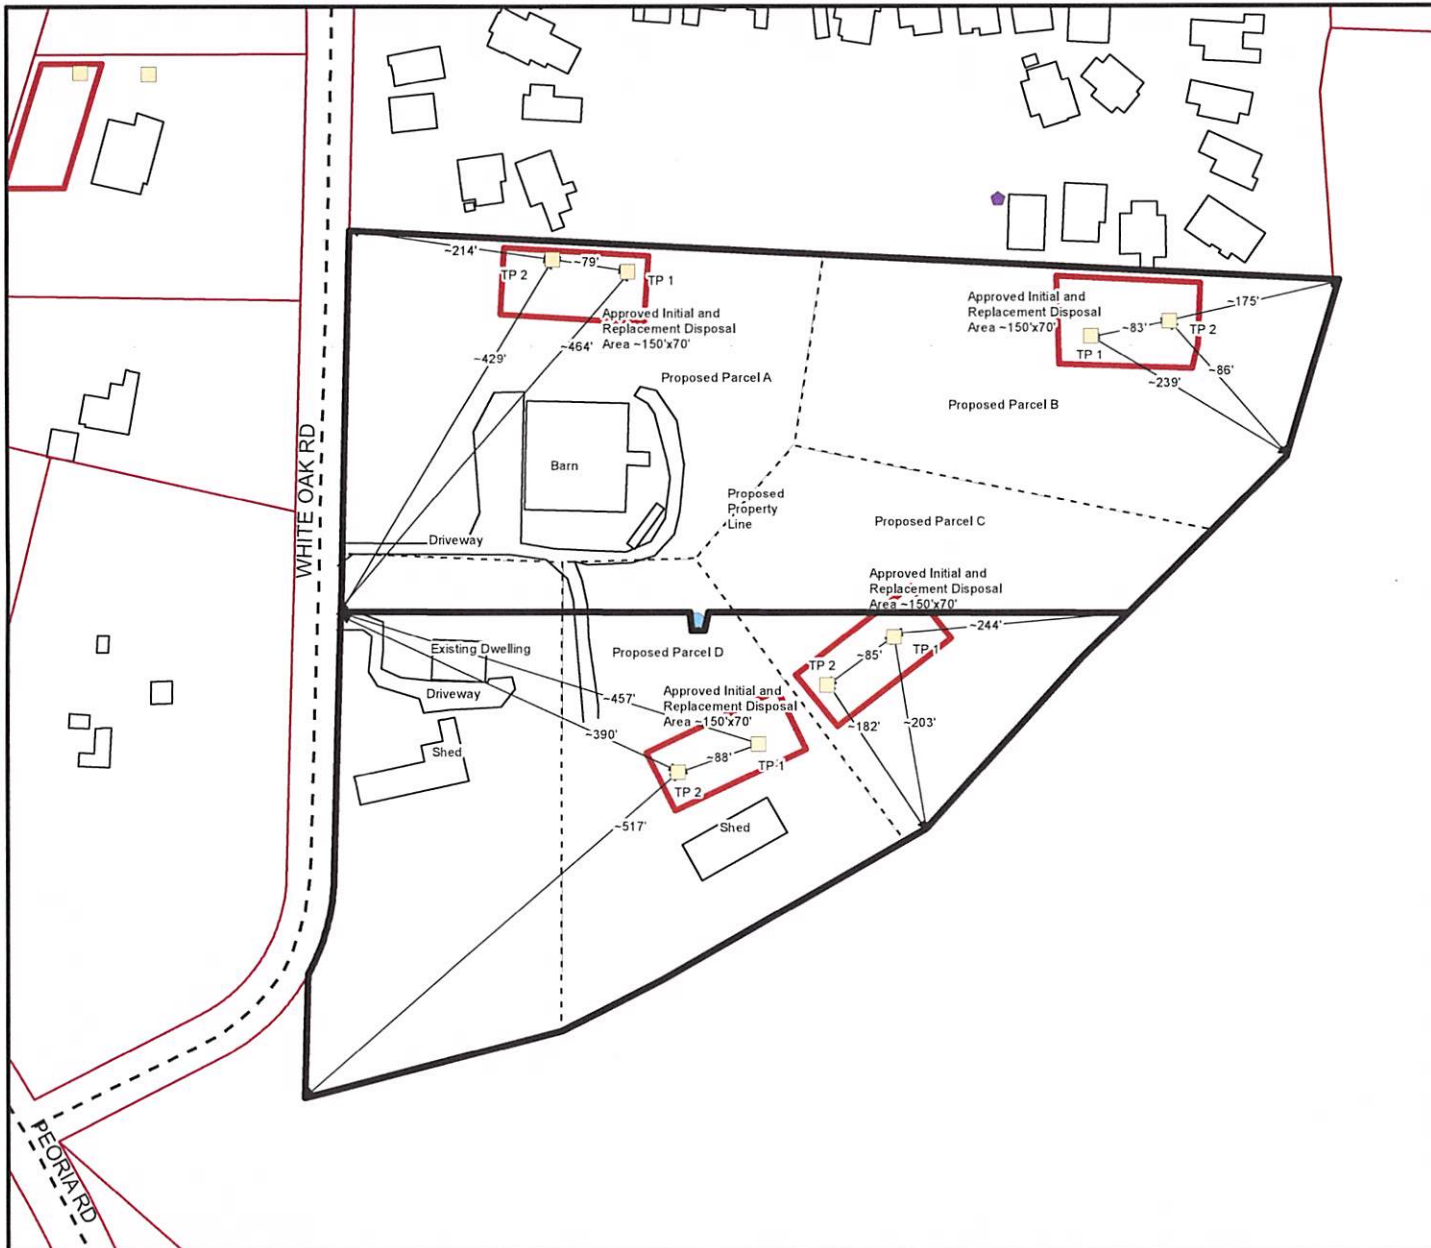 ~214'
~79'
TP 2
TP 1
Approved Initial and
Replacement Disposal
Area ~150'x70'
~429'
~464'
Proposed Parcel A
Approved Initial and
Replacement Disposal
Area ~150'x70'
~175'
~83'
TP 2
TP 1
~86'
~239'
Proposed Parcel B
WHITE OAK RD
Barn
Proposed
Property
Line
Proposed Parcel C
Driveway
Approved Initial and
Replacement Disposal
Area ~150'x70'
~244'
Existing Dwelling
Proposed Parcel D
TP 2
~85'
TP 1
Driveway
~457'
Approved Initial and
Replacement Disposal
Area ~150'x70'
~182'
~203'
~390'
Shed
~88'
TP 1
TP 2
~517'
Shed
PEORIA RD